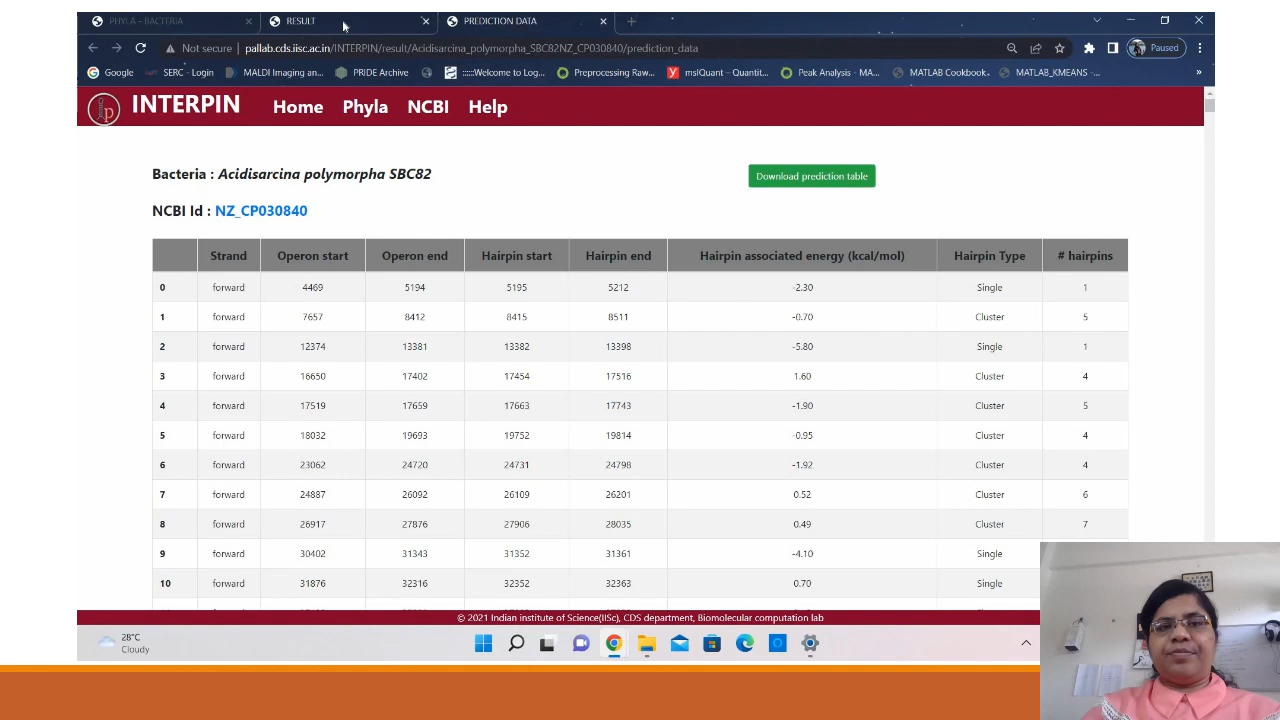 PHYLA - BACTERIA
RESULT
PREDICTION DATA
Not secure
pallab.cds.iisc.ac.in/INTERPIN/result/Acidisarcina_polymorpha_SBC82NZ_CP030840/prediction_data
Paused
Google
SERC - Login
MALDI Imaging an...
PRIDE Archive
:::::Welcome to Log...
Preprocessing Raw...
mslQuant – Quantit...
Peak Analysis - MA...
MATLAB Cookbook.
MATLAB_KMEANS -...
»
INTERPIN Home Phyla NCBI Help
Bacteria : Acidisarcina polymorpha SBC82
Download prediction table
NCBI Id : NZ_CP030840
Strand Operon start Operon end Hairpin start Hairpin end Hairpin associated energy (kcal/mol) Hairpin Type # hairpins
0 forward 4469 5194 5195 5212 -2.30 Single 1
1 forward 7657 8412 8415 8511 -0.70 Cluster 5
2 forward 12374 13381 13382 13398 -5.80 Single 1
3 forward 16650 17402 17454 17516 1.60 Cluster 4
4 forward 17519 17659 17663 17743 -1.90 Cluster 5
5 forward 18032 19693 19752 19814 -0.95 Cluster 4
6 forward 23062 24720 24731 24798 -1.92 Cluster 4
7 forward 24887 26092 26109 26201 0.52 Cluster 6
8 forward 26917 27876 27906 28035 0.49 Cluster 7
9 forward 30402 31343 31352 31361 -4.10 Single
10 forward 31876 32316 32352 32363 0.70 Single
© 2021 Indian institute of Science(IISc), CDS department, Biomolecular computation lab
28°C
Cloudy